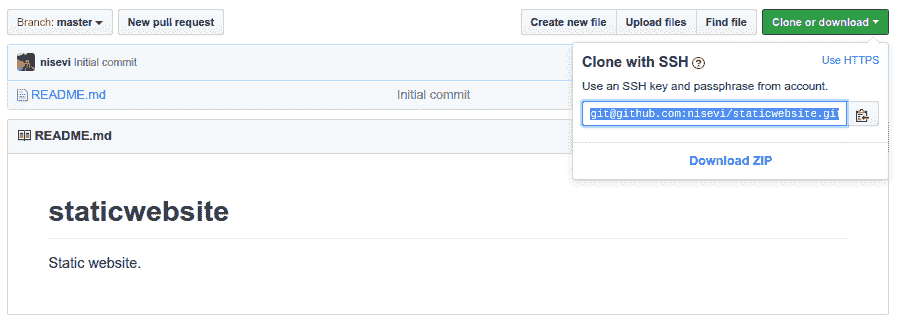 Branch: master
New pull request
Create new file
Upload files
Find file
Clone or download
nisevi Initial commit
README.md
Initial commit
Clone with SSH
Use HTTPS
Use an SSH key and passphrase from account.
git@github.com:nisevi/staticwebsite.git
Download ZIP
README.md
staticwebsite
Static website.